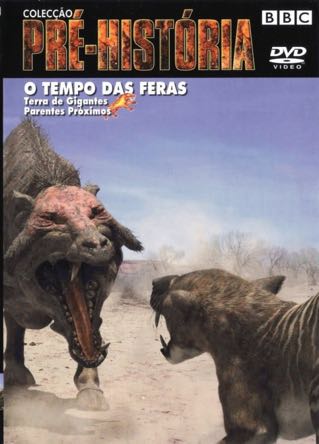 COLECÇÃO
PRÉ-HISTÓRIA
BBC
DVD
VIDEO
O TEMPO DAS FERAS
Terra de Gigantes
Parentes Próximos